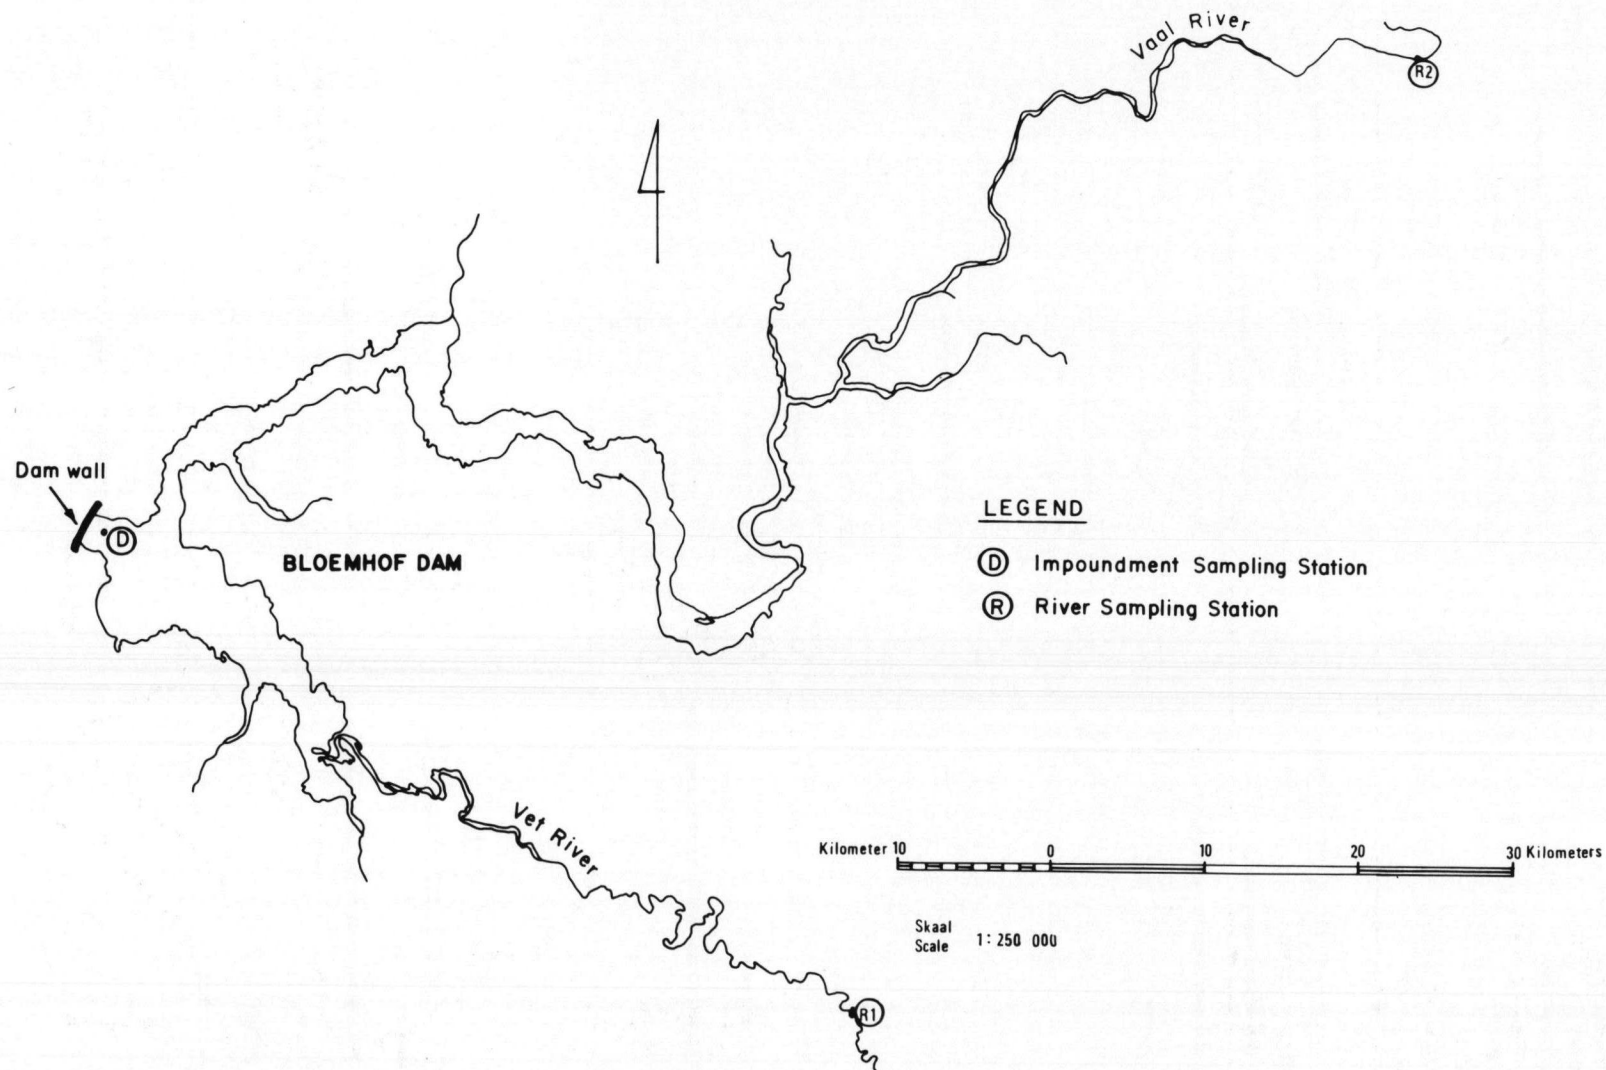 Vaal River
R2
Dam wall
D
BLOEMHOF DAM
LEGEND
D Impoundment Sampling Station
R River Sampling Station
Vet River
Kilometer 10 0 10 20 30 Kilometers
Skaal
Scale 1: 250 000
R1